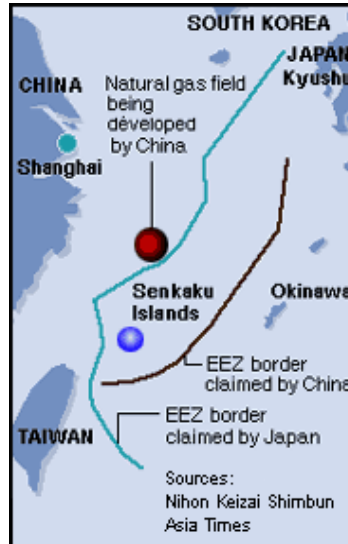 SOUTH KOREA
JAPAN
Kyushu
CHINA
Natural gas field
being
developed
by China
Shanghai
Senkaku
Islands
Okinawa
EEZ border
claimed by China
EEZ border
claimed by Japan
TAIWAN
Sources:
Nihon Keizai Shimbun
Asia Times